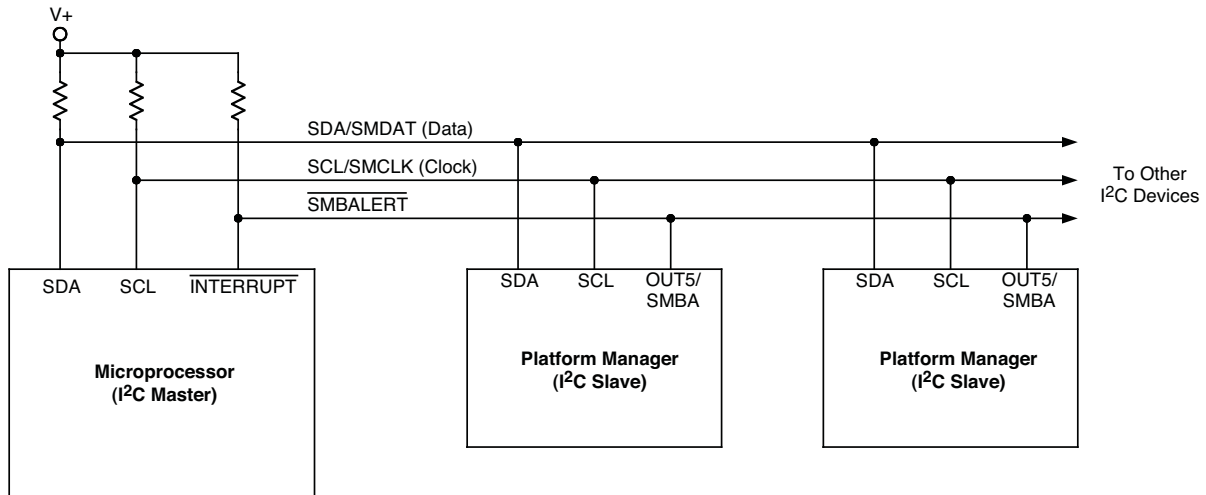 V+
SDA/SMDAT (Data)
SCL/SMCLK (Clock)
SMBALERT
To Other
I²C Devices
SDA SCL INTERRUPT
Microprocessor
(I²C Master)
SDA SCL OUT5/
SMBA
Platform Manager
(I²C Slave)
SDA SCL OUT5/
SMBA
Platform Manager
(I²C Slave)